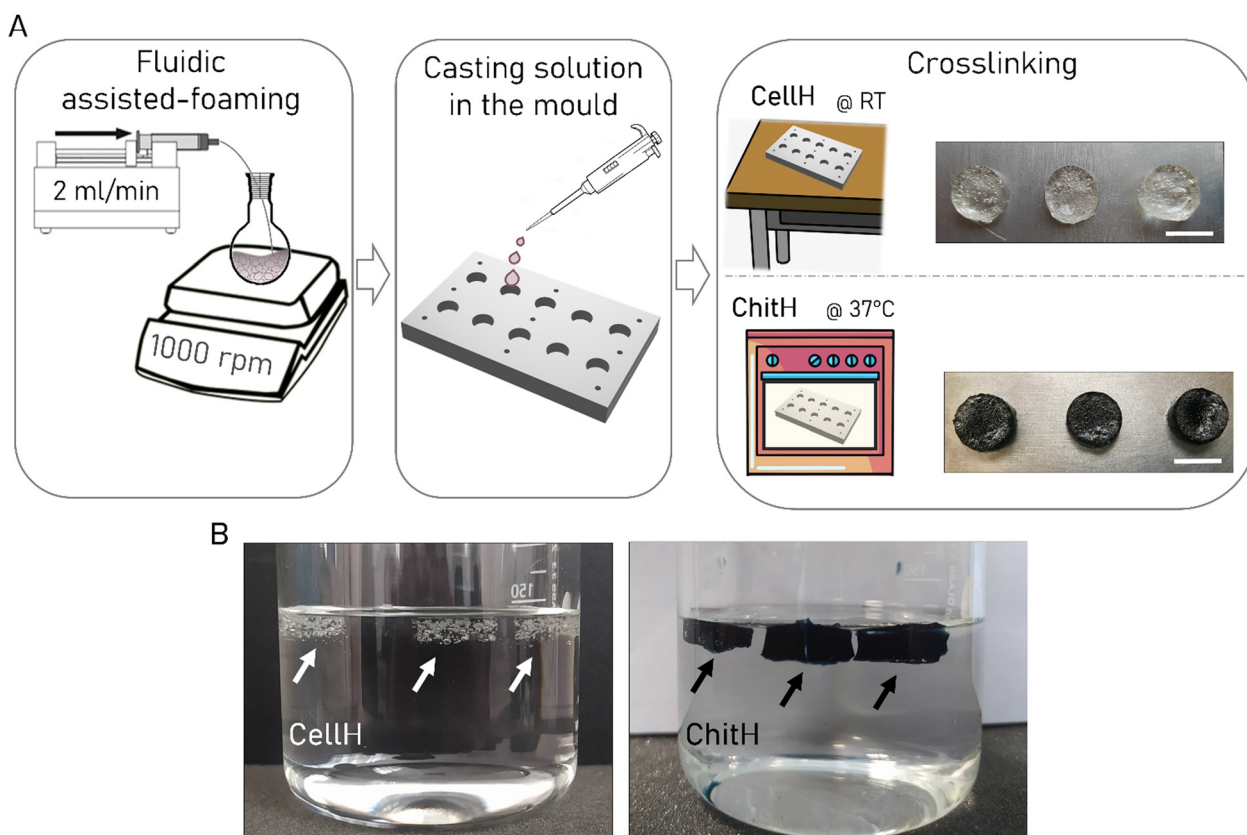 A
Fluidic
assisted-foaming
2 ml/min
1000 rpm
Casting solution
in the mould
Crosslinking
CellH @ RT
ChitH @ 37°C
B
150
CellH
150
ChitH